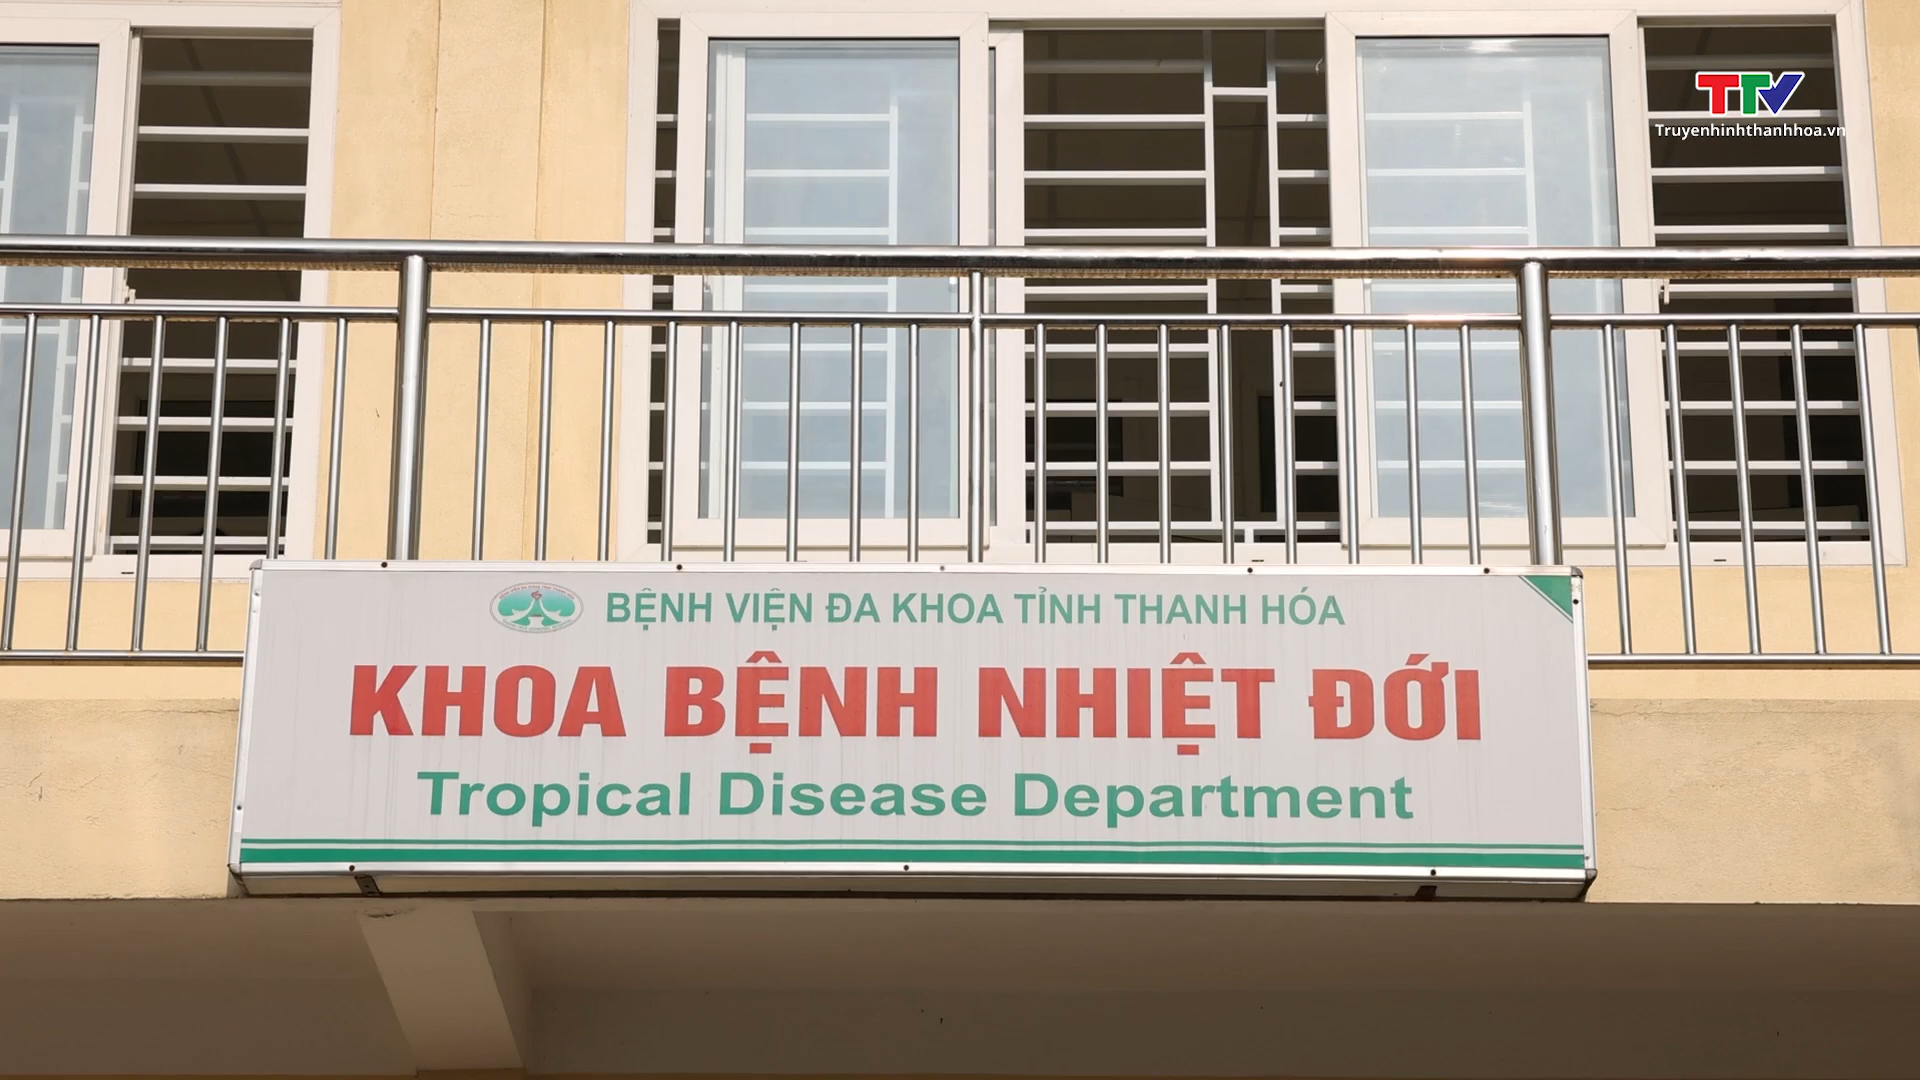 TTV
Truyenhinhthanhhoa.vn
BỆNH VIỆN ĐA KHOA TỈNH THANH HÓA
KHOA BỆNH NHIỆT ĐỚI
Tropical Disease Department